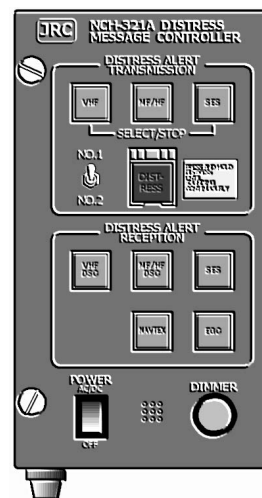 JRC NCH-321A DISTRESS
MESSAGE CONTROLLER
DISTRESS ALERT
TRANSMISSION
VHF MF/HF SES
SELECT/STOP
NO.1
NO.2
DIST-
RESS
DISTRESS ALERT
RECEPTION
VHF
DSC
MF/HF
DSC
SES
NAVTEX EGC
POWER
AC/DC
OFF
DIMMER